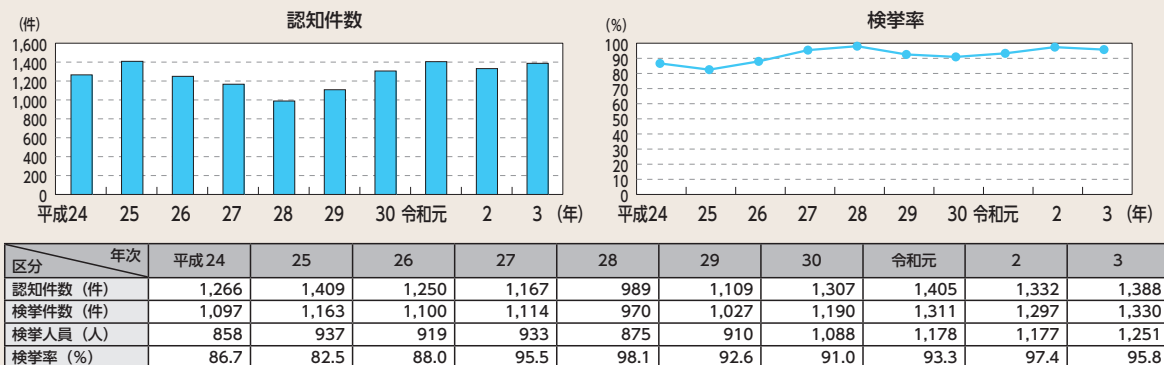 認知件数
(件)
1,600
1,400
1,200
1,000
800
600
400
200
0
平成24 25 26 27 28 29 30 令和元 2 3 (年)
検挙率
(%)
100
90
80
70
60
50
40
30
20
10
0
平成24 25 26 27 28 29 30 令和元 2 3 (年)
区分 年次 平成24 25 26 27 28 29 30 令和元 2 3
認知件数(件) 1,266 1,409 1,250 1,167 989 1,109 1,307 1,405 1,332 1,388
検挙件数(件) 1,097 1,163 1,100 1,114 970 1,027 1,190 1,311 1,297 1,330
検挙人員(人) 858 937 919 933 875 910 1,088 1,178 1,177 1,251
検挙率(%) 86.7 82.5 88.0 95.5 98.1 92.6 91.0 93.3 97.4 95.8